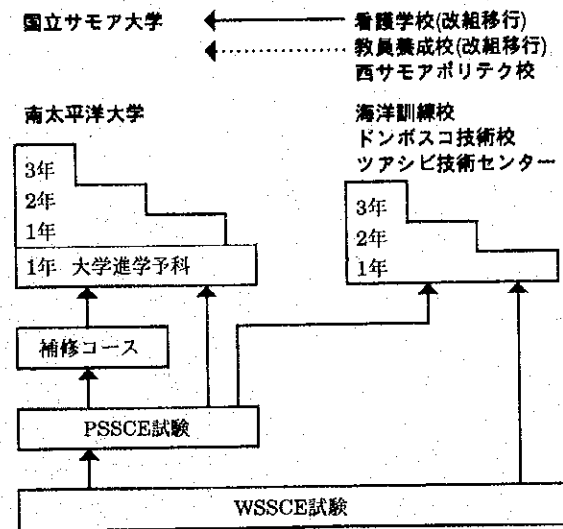 国立サモア大学
看護学校(改組移行)
教員養成校(改組移行)
西サモアポリテク校
南太平洋大学
海洋訓練校
ドンボスコ技術校
ツアシビ技術センター
3年
2年
1年
1年 大学進学予科
3年
2年
1年
補修コース
PSSCE試験
WSSCE試験